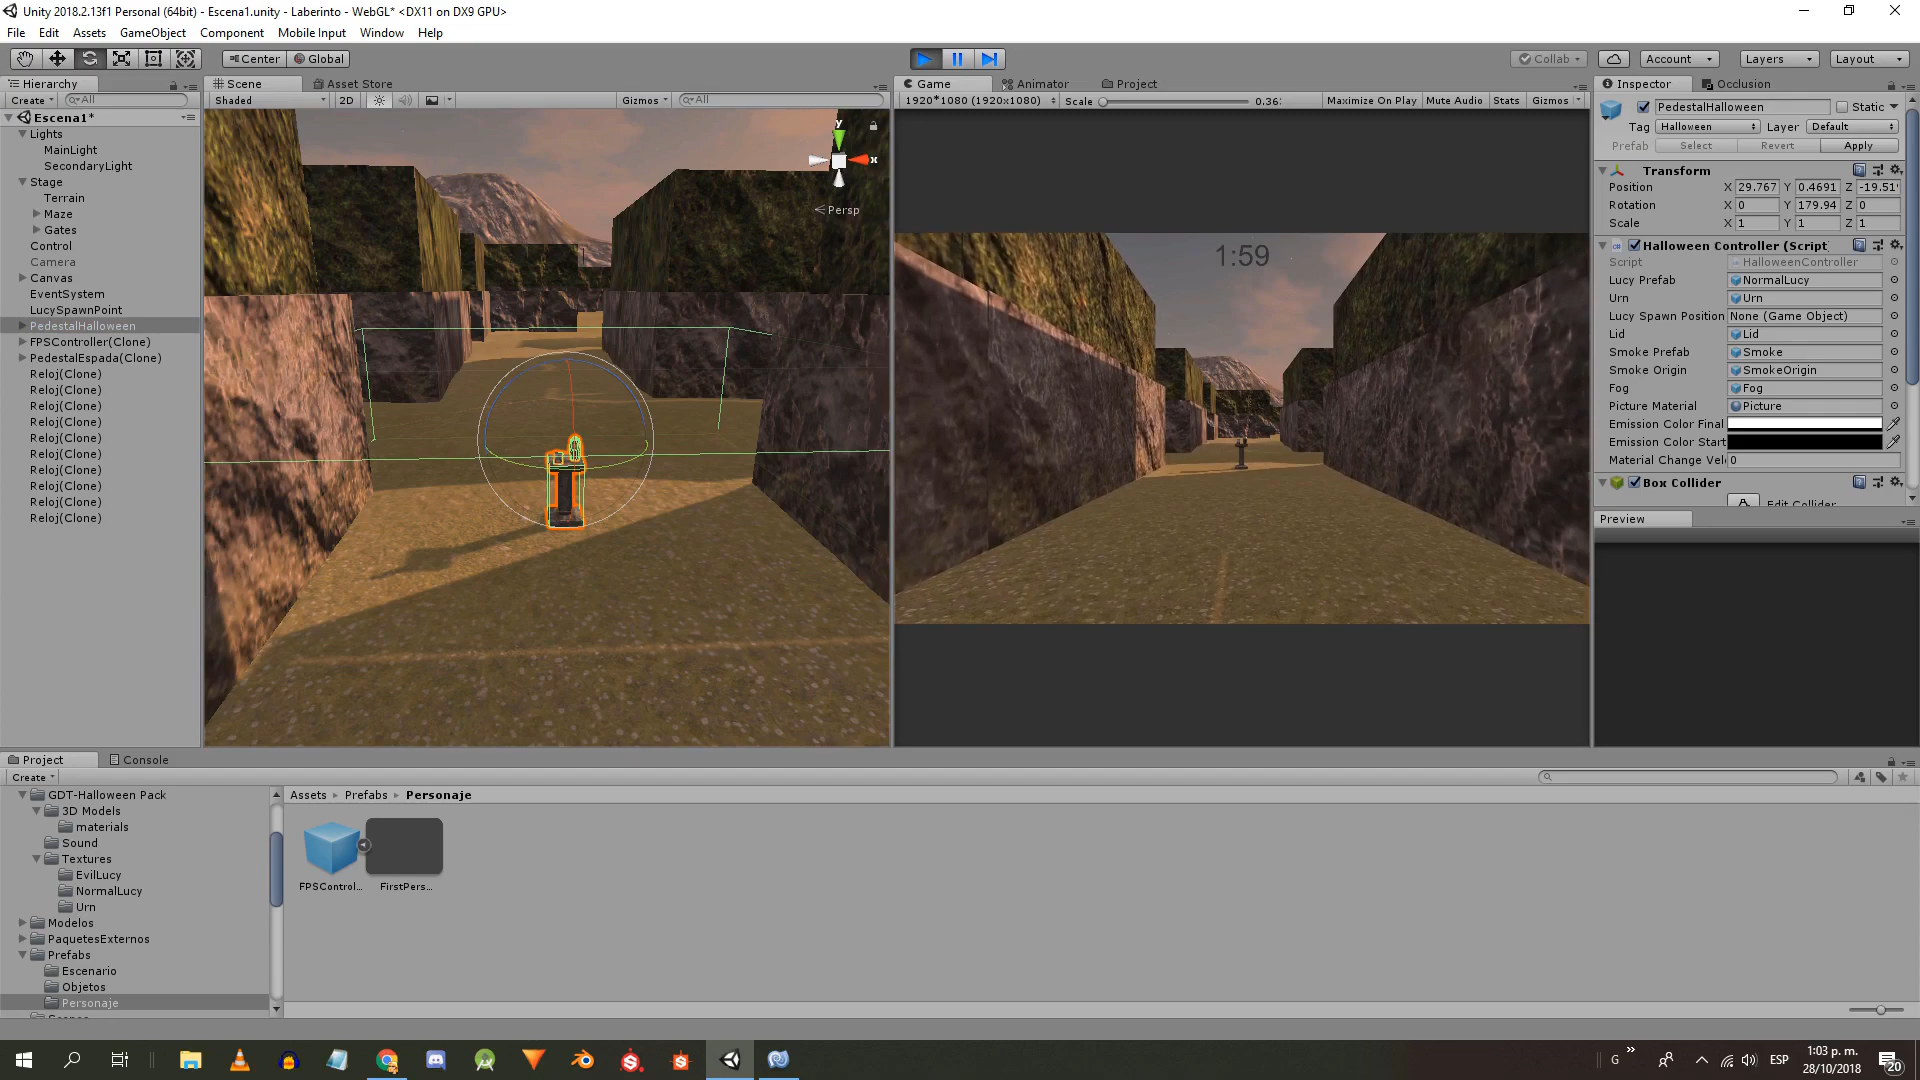 Unity 2018.2.13f1 Personal (64bit) - Escena1.unity - Laberinto - WebGL* <DX11 on DX9 GPU>
File Edit Assets GameObject Component Mobile Input Window Help
Center Global Collab Account Layers Layout
Hierarchy
Create All
Escena1*
Lights
MainLight
SecondaryLight
Stage
Terrain
Maze
Gates
Control
Camera
Canvas
EventSystem
LucySpawnPoint
PedestalHalloween
FPSController(Clone)
PedestalEspada(Clone)
Reloj(Clone)
Reloj(Clone)
Reloj(Clone)
Reloj(Clone)
Reloj(Clone)
Reloj(Clone)
Reloj(Clone)
Reloj(Clone)
Reloj(Clone)
Reloj(Clone)
Scene Asset Store
Shaded 2D Gizmos All
y
x
Persp
Game Animator Project
1920*1080 (1920x1080) Scale 0.36 Maximize On Play Mute Audio Stats Gizmos
1:59
Inspector Occlusion
PedestalHalloween Static
Tag Halloween Layer Default
Prefab Select Revert Apply
Transform
Position X 29.767 Y 0.4691 Z -19.51
Rotation X 0 Y 179.94 Z 0
Scale X 1 Y 1 Z 1
Halloween Controller (Script)
Script HalloweenController
Lucy Prefab NormalLucy
Urn Urn
Lucy Spawn Position None (Game Object)
Lid Lid
Smoke Prefab Smoke
Smoke Origin SmokeOrigin
Fog Fog
Picture Material Picture
Emission Color Final
Emission Color Start
Material Change Vel 0
Box Collider
Edit Collider
Preview
Project Console
Create
GDT-Halloween Pack
3D Models
materials
Sound
Textures
EvilLucy
NormalLucy
Urn
Modelos
PaquetesExternos
Prefabs
Escenario
Objetos
Personaje
Assets Prefabs Personaje
FPSControl... FirstPers...
G » ESP
1:03 p. m.
28/10/2018
20